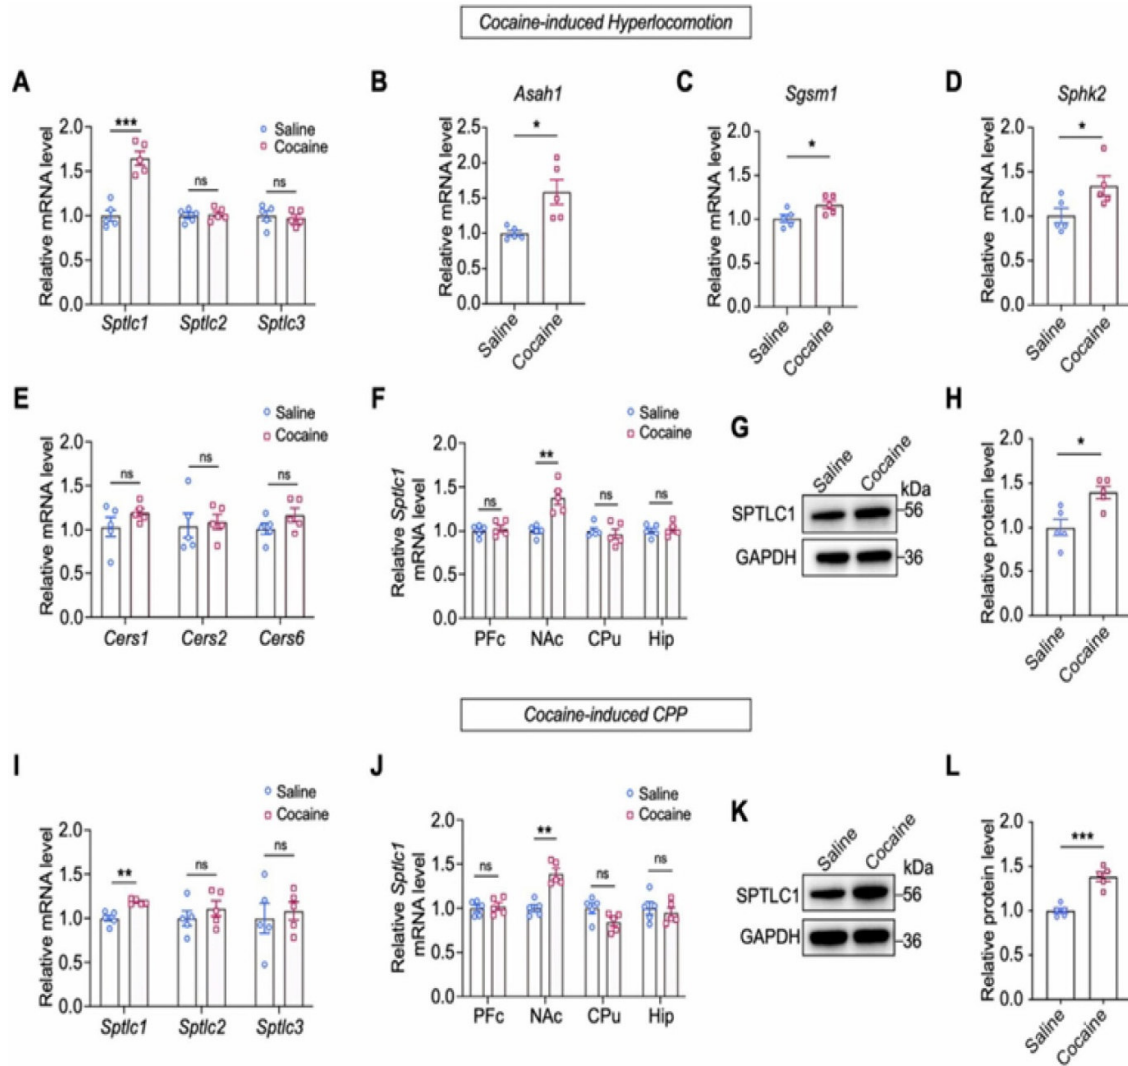 Cocaine-induced Hyperlocomotion
A
Relative mRNA level
2.0
1.5
1.0
0.5
0.0
Saline
Cocaine
***
ns
ns
Sptlc1 Sptlc2 Sptlc3
B
Asah1
Relative mRNA level
2.5
2.0
1.5
1.0
0.5
0.0
*
Saline
Cocaine
C
Sgsm1
Relative mRNA level
2.0
1.5
1.0
0.5
0.0
*
Saline
Cocaine
D
Sphk2
Relative mRNA level
2.0
1.5
1.0
0.5
0.0
*
Saline
Cocaine
E
Relative mRNA level
2.0
1.5
1.0
0.5
0.0
Saline
Cocaine
ns
ns
ns
Cers1 Cers2 Cers6
F
Relative Sptlc1
mRNA level
2.0
1.5
1.0
0.5
0.0
Saline
Cocaine
ns
**
ns
ns
PFc NAc CPu Hip
G
Saline
Cocaine
kDa
SPTLC1
56
GAPDH
36
H
Relative protein level
2.0
1.5
1.0
0.5
0.0
*
Saline
Cocaine
Cocaine-induced CPP
I
Relative mRNA level
2.0
1.5
1.0
0.5
0.0
Saline
Cocaine
**
ns
ns
Sptlc1 Sptlc2 Sptlc3
J
Relative Sptlc1
mRNA level
2.0
1.5
1.0
0.5
0.0
Saline
Cocaine
ns
**
ns
ns
PFc NAc CPu Hip
K
Saline
Cocaine
kDa
SPTLC1
56
GAPDH
36
L
Relative protein level
2.0
1.5
1.0
0.5
0.0
***
Saline
Cocaine